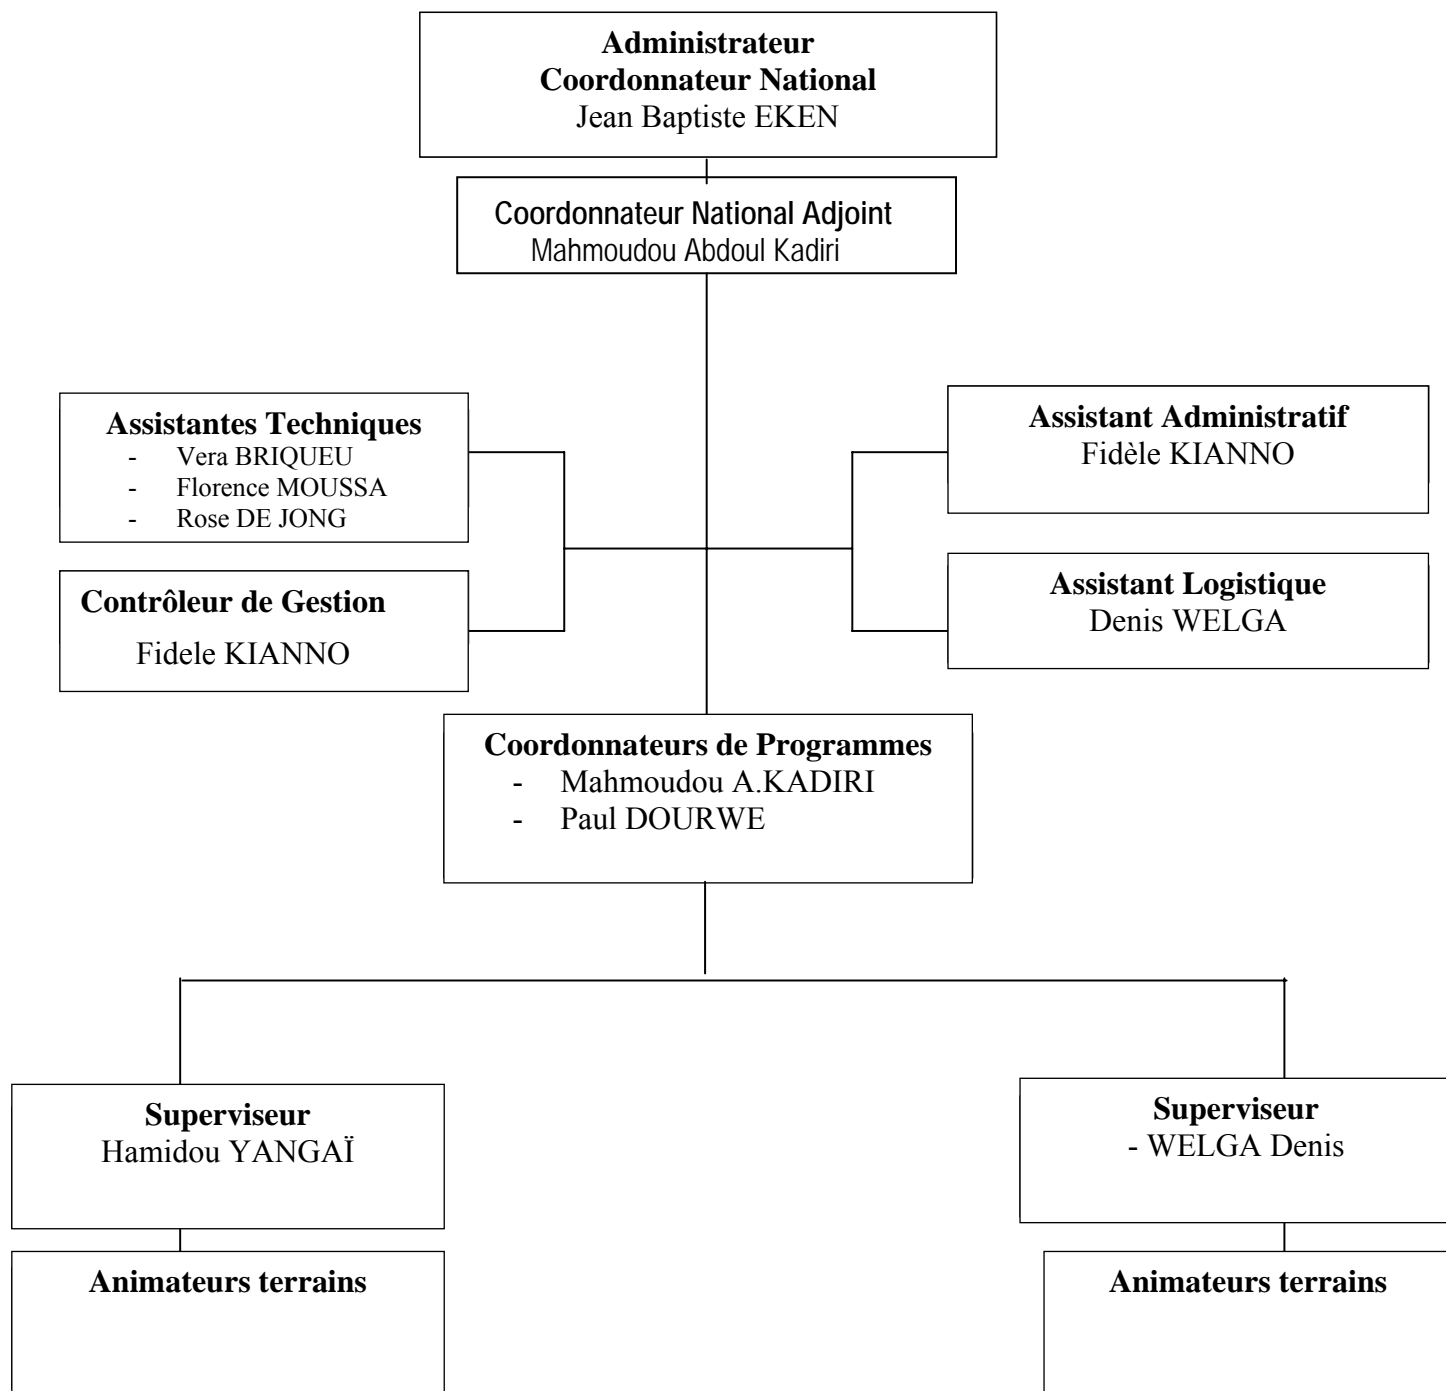 Administrateur
Coordonnateur National
Jean Baptiste EKEN
Coordonnateur National Adjoint
Mahmoudou Abdoul Kadiri
Assistantes Techniques
- Vera BRIQUEU
- Florence MOUSSA
- Rose DE JONG
Assistant Administratif
Fidèle KIANNO
Contrôleur de Gestion
Fidele KIANNO
Assistant Logistique
Denis WELGA
Coordonnateurs de Programmes
- Mahmoudou A.KADIRI
- Paul DOURWE
Superviseur
Hamidou YANGAÏ
Superviseur
- WELGA Denis
Animateurs terrains
Animateurs terrains